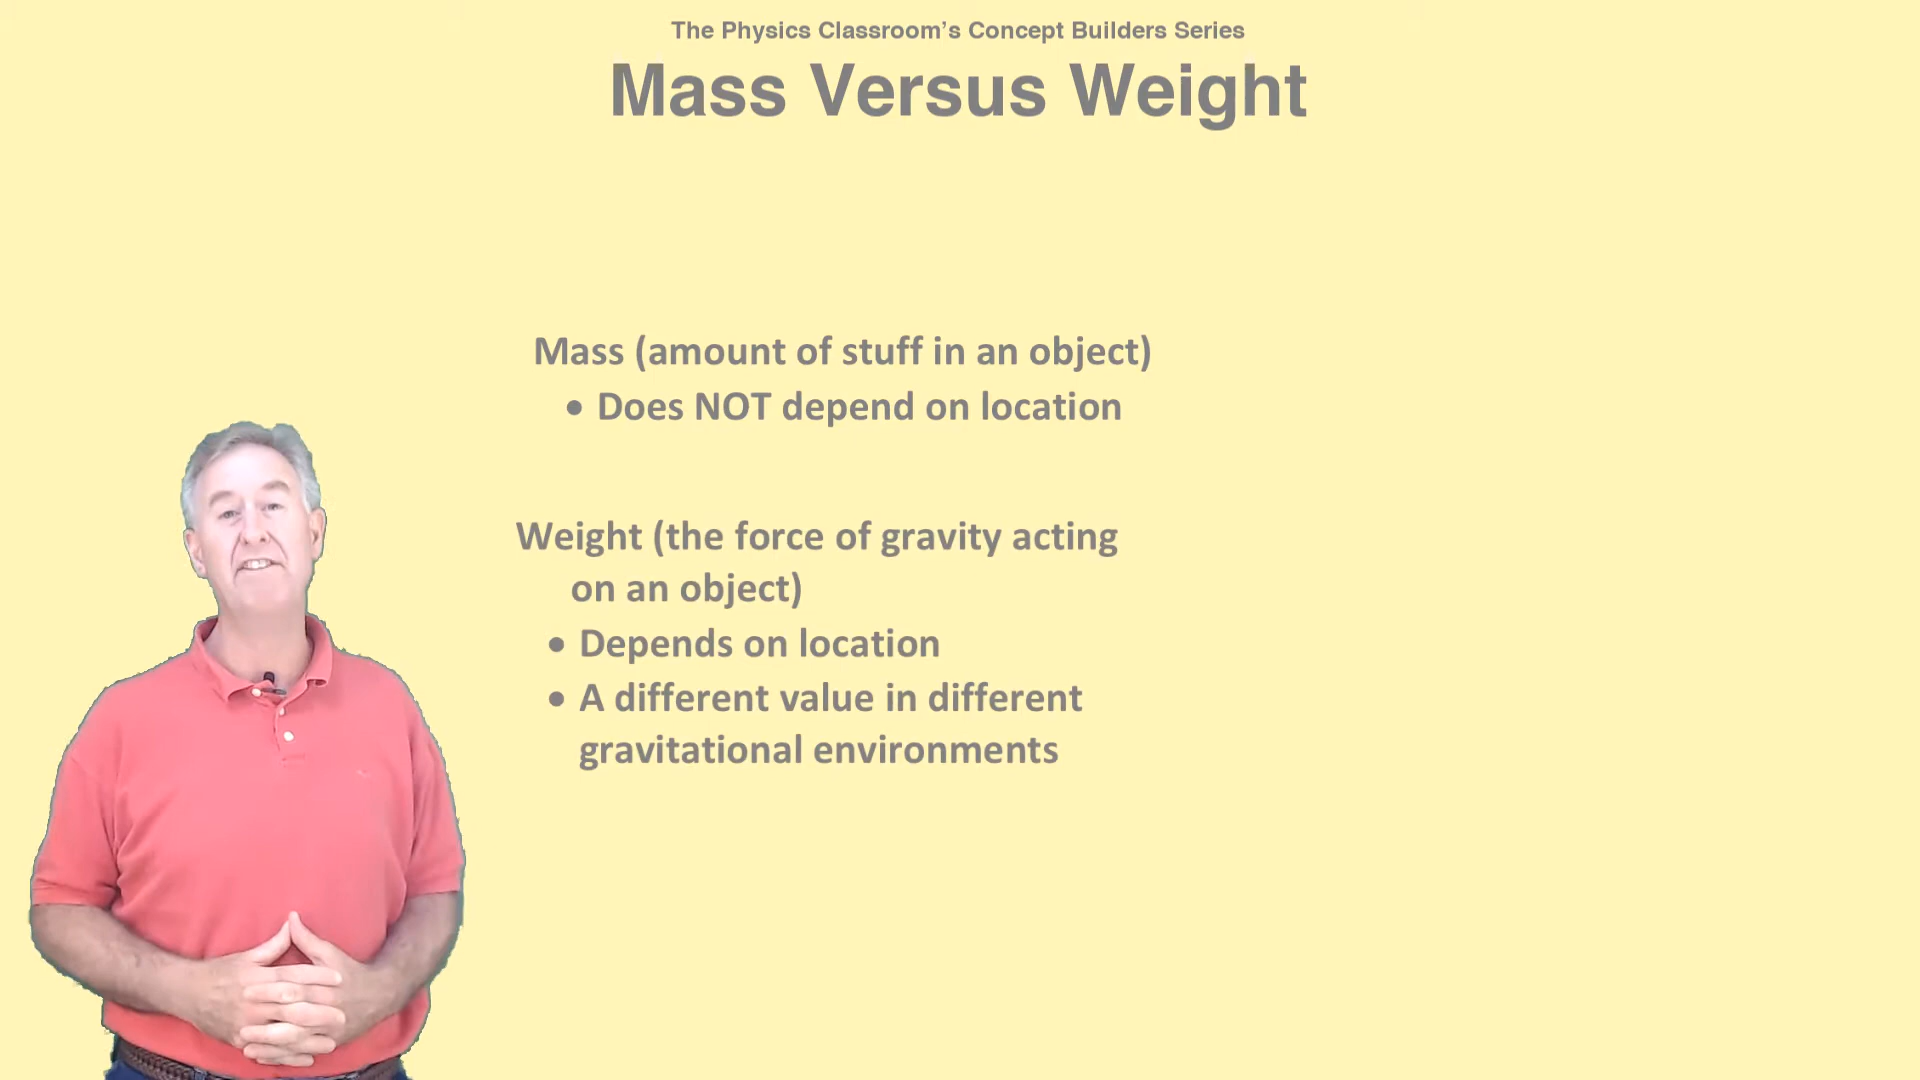 The Physics Classroom’s Concept Builders Series
Mass Versus Weight
Mass (amount of stuff in an object)
• Does NOT depend on location
Weight (the force of gravity acting
on an object)
• Depends on location
• A different value in different
gravitational environments